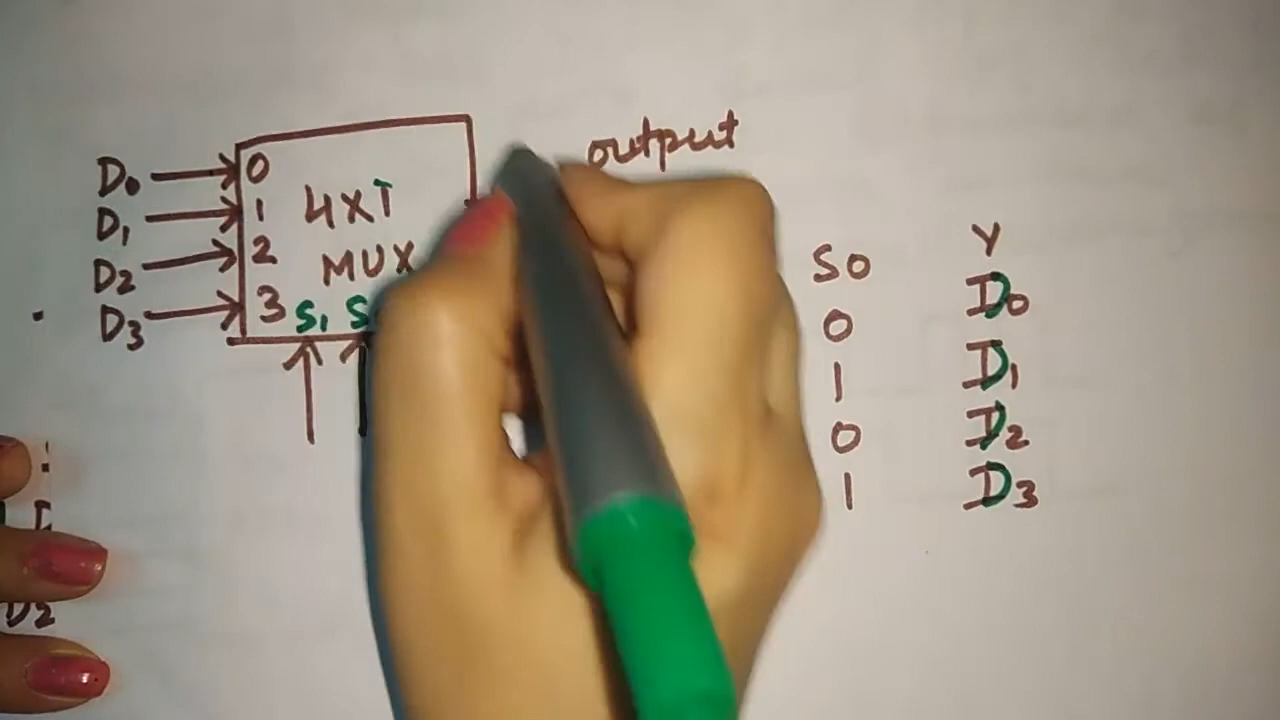 output
D0 0
D1 1 4X1
D2 2 MUX
D3 3 S1 S
S0 Y
0 D0
1 D1
0 D2
1 D3
D2